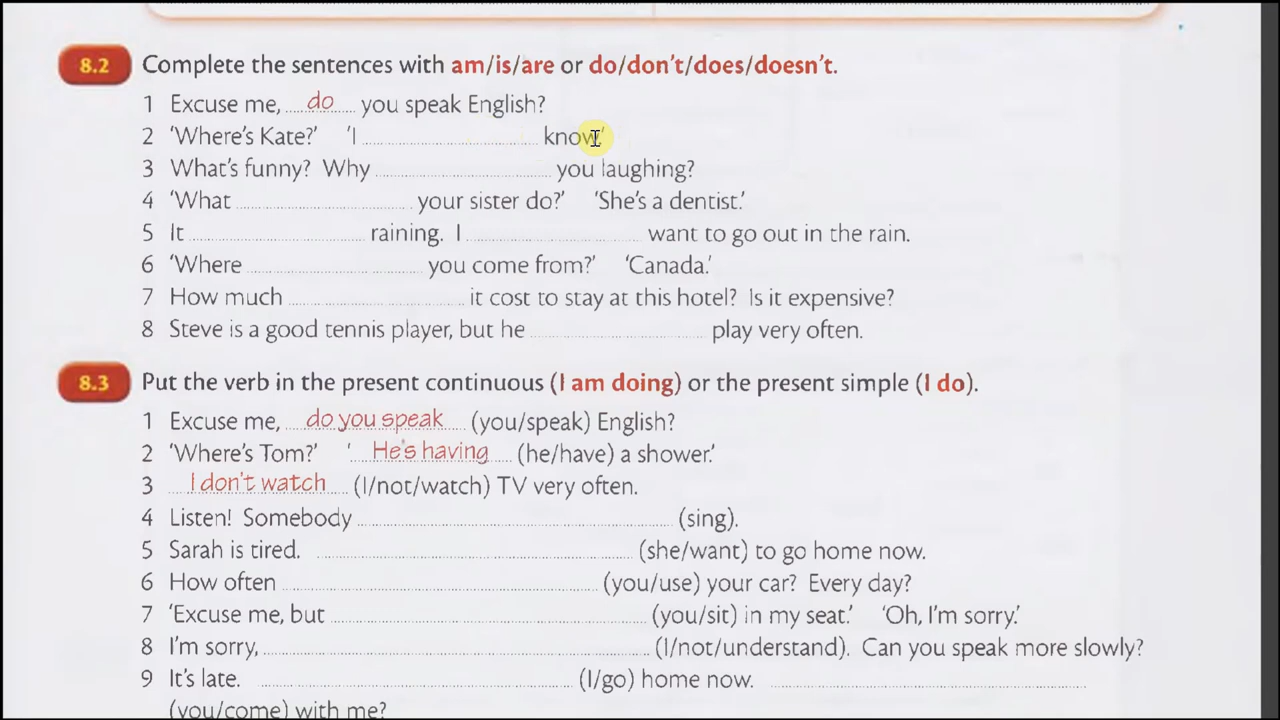 8.2 Complete the sentences with am/is/are or do/don't/does/doesn't.
1 Excuse me, do you speak English?
2 'Where's Kate?' 'I ........ know.'
3 What's funny? Why ........ you laughing?
4 'What ........ your sister do?' 'She's a dentist.'
5 It ........ raining. I ........ want to go out in the rain.
6 'Where ........ you come from?' 'Canada.'
7 How much ........ it cost to stay at this hotel? Is it expensive?
8 Steve is a good tennis player, but he ........ play very often.
8.3 Put the verb in the present continuous (I am doing) or the present simple (I do).
1 Excuse me, do you speak (you/speak) English?
2 'Where's Tom?' 'He's having (he/have) a shower.'
3 I don't watch (I/not/watch) TV very often.
4 Listen! Somebody ........ (sing).
5 Sarah is tired. ........ (she/want) to go home now.
6 How often ........ (you/use) your car? Every day?
7 'Excuse me, but ........ (you/sit) in my seat.' 'Oh, I'm sorry.'
8 I'm sorry, ........ (I/not/understand). Can you speak more slowly?
9 It's late. ........ (I/go) home now. ........
(you/come) with me?